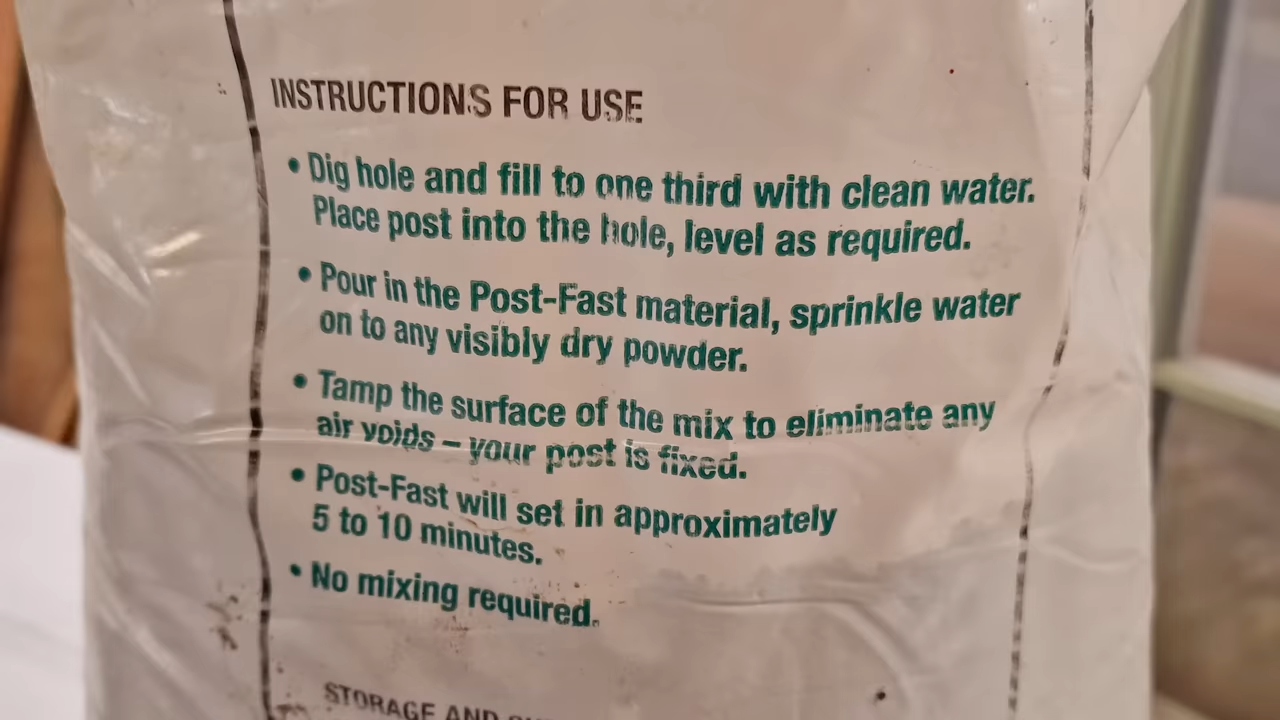 INSTRUCTIONS FOR USE
• Dig hole and fill to one third with clean water.
Place post into the hole, level as required.
• Pour in the Post-Fast material, sprinkle water
on to any visibly dry powder.
• Tamp the surface of the mix to eliminate any
air voids – your post is fixed.
• Post-Fast will set in approximately
5 to 10 minutes.
• No mixing required.
STORAGE AND